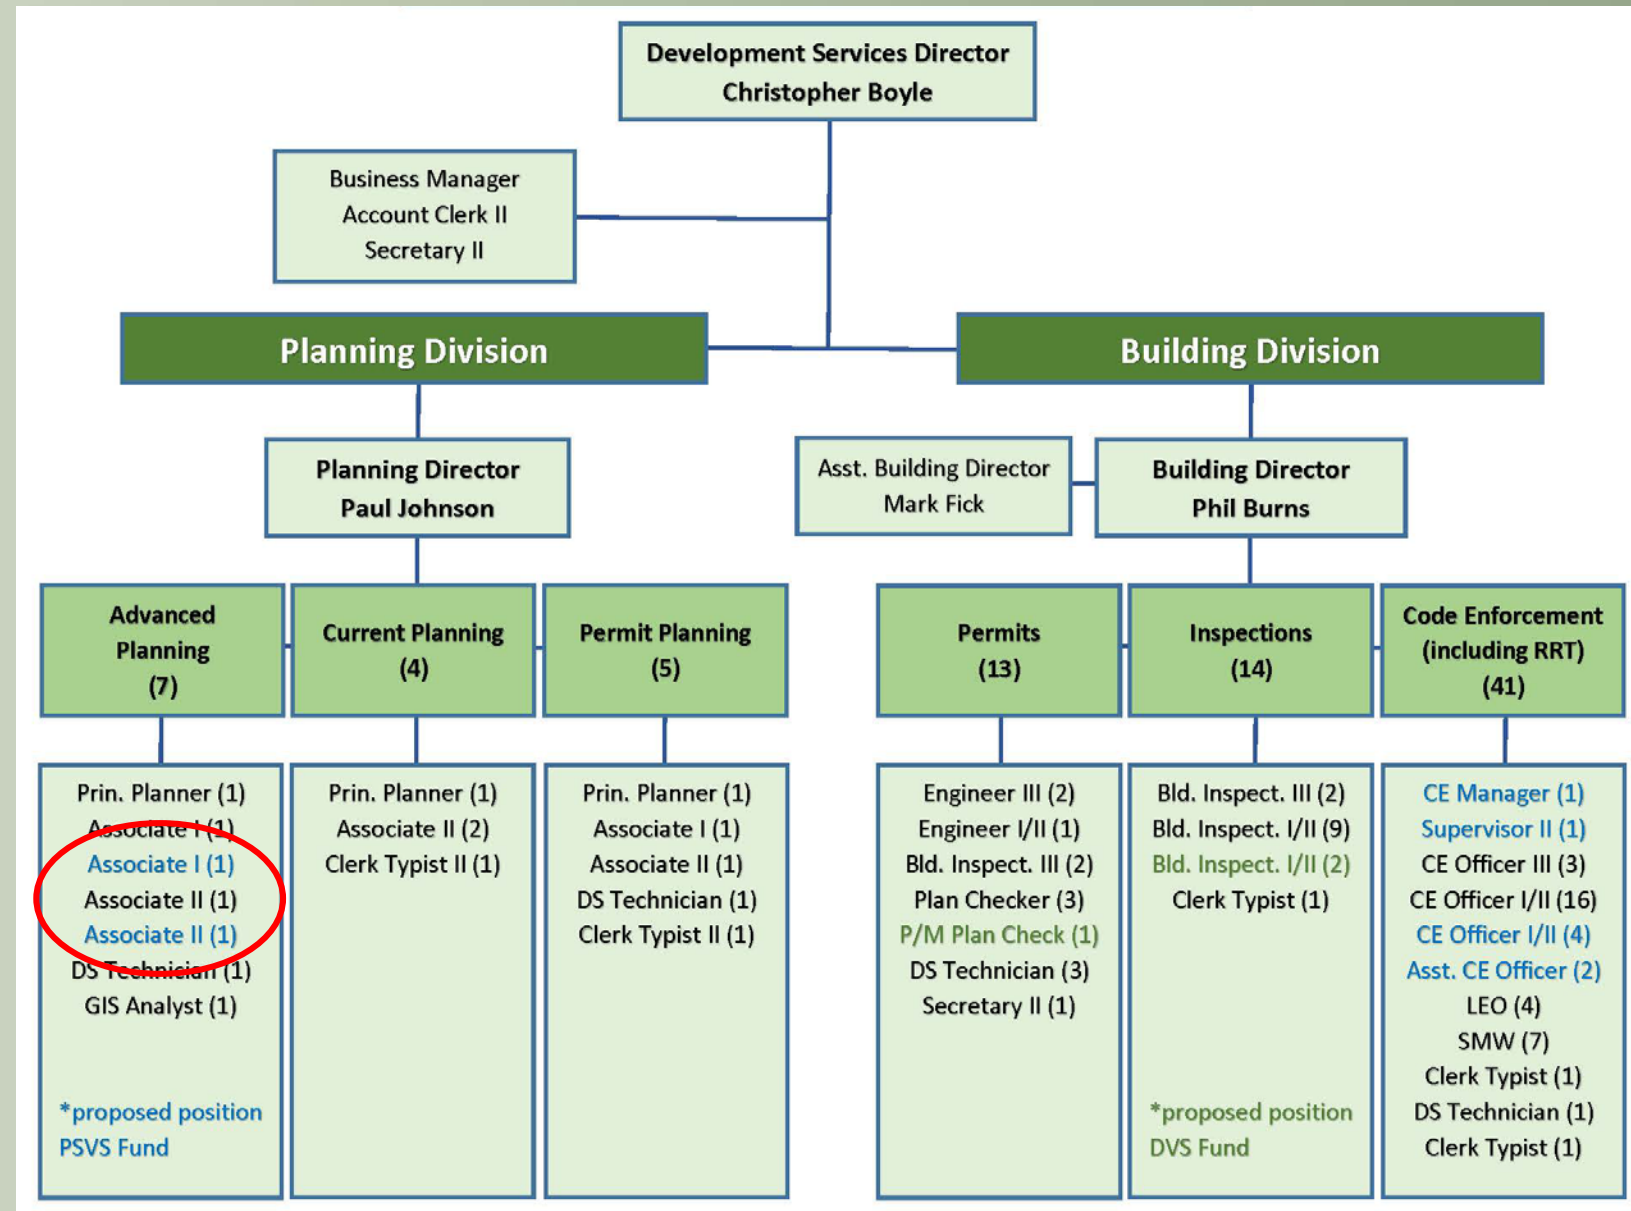 Development Services Director
Christopher Boyle
Business Manager
Account Clerk II
Secretary II
Planning Division
Building Division
Planning Director
Paul Johnson
Asst. Building Director
Mark Fick
Building Director
Phil Burns
Advanced
Planning
(7)
Current Planning
(4)
Permit Planning
(5)
Permits
(13)
Inspections
(14)
Code Enforcement
(including RRT)
(41)
Prin. Planner (1)
Associate I (1)
Associate I (1)
Associate II (1)
Associate II (1)
DS Technician (1)
GIS Analyst (1)
*proposed position
PSVS Fund
Prin. Planner (1)
Associate II (2)
Clerk Typist II (1)
Prin. Planner (1)
Associate I (1)
Associate II (1)
DS Technician (1)
Clerk Typist II (1)
Engineer III (2)
Engineer I/II (1)
Bld. Inspect. III (2)
Plan Checker (3)
P/M Plan Check (1)
DS Technician (3)
Secretary II (1)
Bld. Inspect. III (2)
Bld. Inspect. I/II (9)
Bld. Inspect. I/II (2)
Clerk Typist (1)
*proposed position
DVS Fund
CE Manager (1)
Supervisor II (1)
CE Officer III (3)
CE Officer I/II (16)
CE Officer I/II (4)
Asst. CE Officer (2)
LEO (4)
SMW (7)
Clerk Typist (1)
DS Technician (1)
Clerk Typist (1)